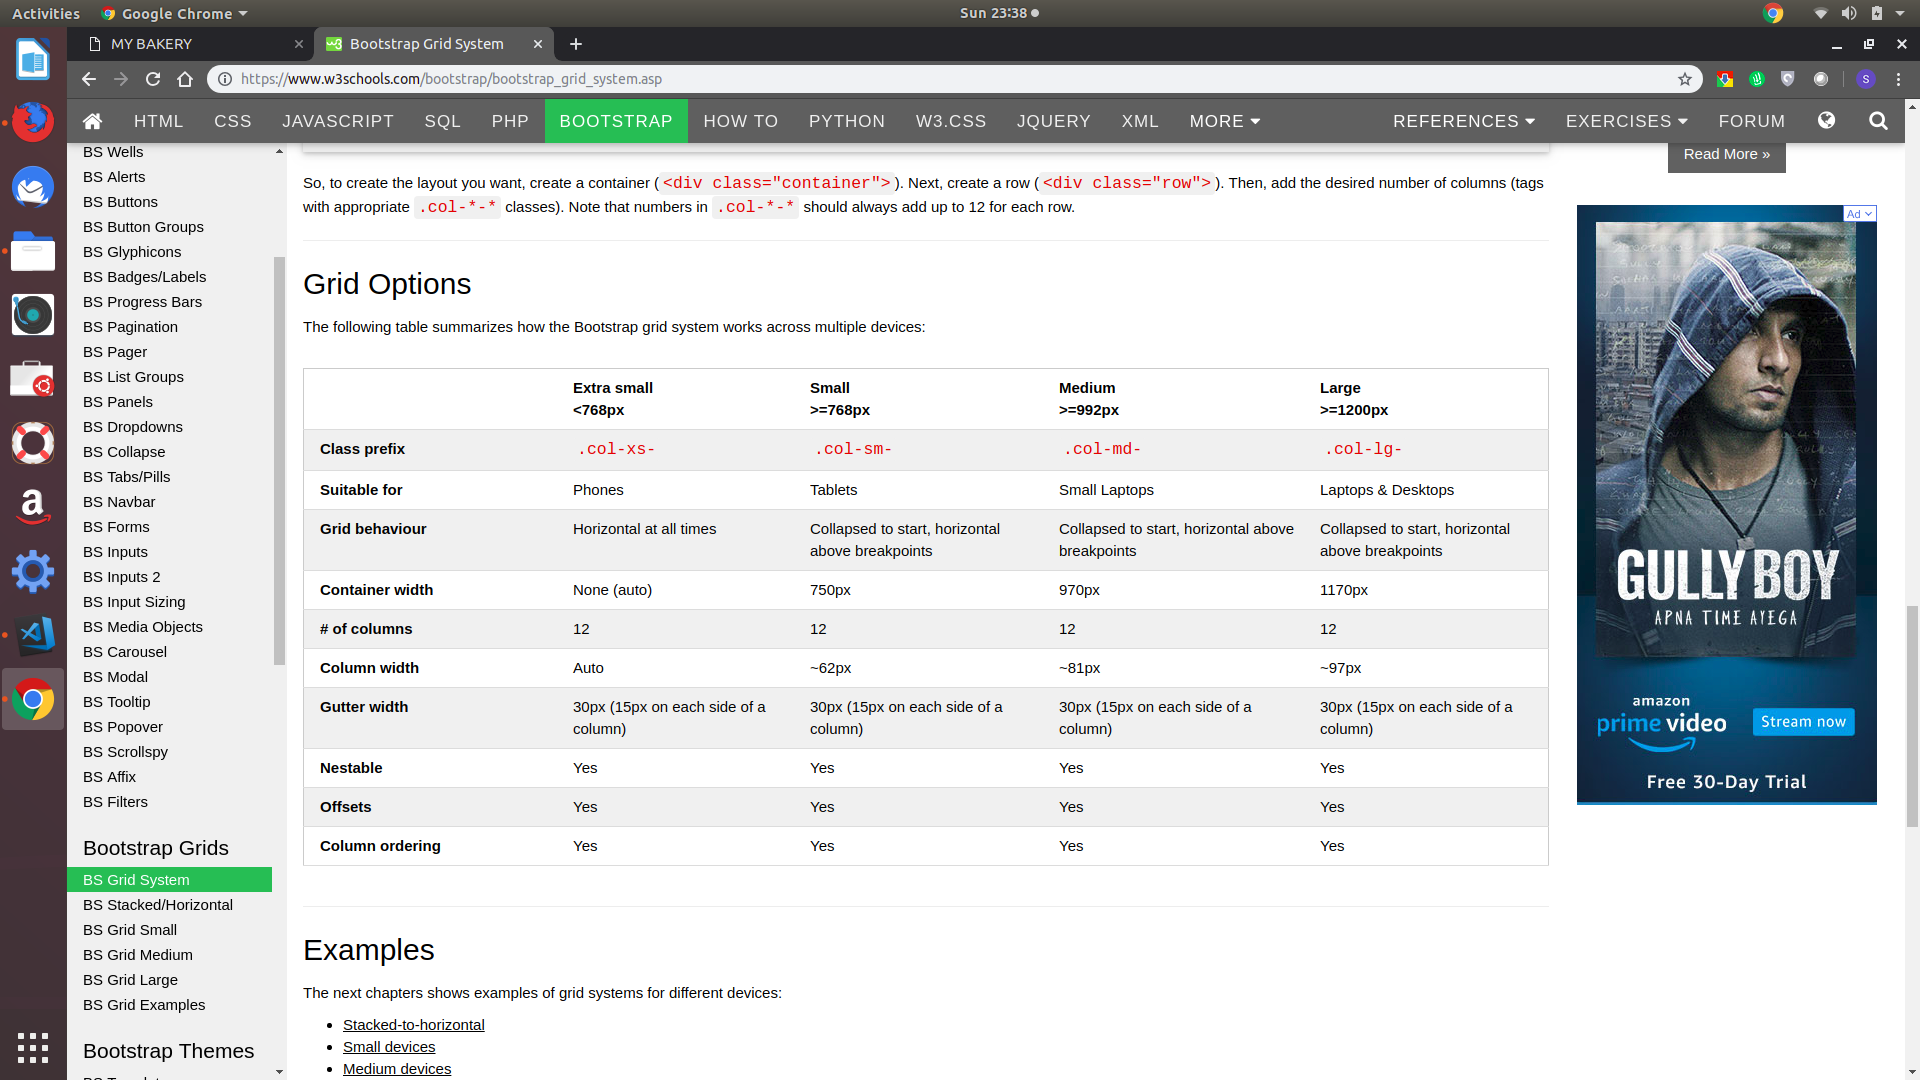 Activities
Google Chrome
Sun 23:38
MY BAKERY
Bootstrap Grid System
https://www.w3schools.com/bootstrap/bootstrap_grid_system.asp
S
HTML CSS JAVASCRIPT SQL PHP BOOTSTRAP HOW TO PYTHON W3.CSS JQUERY XML MORE REFERENCES EXERCISES FORUM
BS Wells
BS Alerts
BS Buttons
BS Button Groups
BS Glyphicons
BS Badges/Labels
BS Progress Bars
BS Pagination
BS Pager
BS List Groups
BS Panels
BS Dropdowns
BS Collapse
BS Tabs/Pills
BS Navbar
BS Forms
BS Inputs
BS Inputs 2
BS Input Sizing
BS Media Objects
BS Carousel
BS Modal
BS Tooltip
BS Popover
BS Scrollspy
BS Affix
BS Filters
Bootstrap Grids
BS Grid System
BS Stacked/Horizontal
BS Grid Small
BS Grid Medium
BS Grid Large
BS Grid Examples
Bootstrap Themes
So, to create the layout you want, create a container (<div class="container">). Next, create a row (<div class="row">). Then, add the desired number of columns (tags
with appropriate .col-*-* classes). Note that numbers in .col-*-* should always add up to 12 for each row.
Grid Options
The following table summarizes how the Bootstrap grid system works across multiple devices:
Extra small Small Medium Large
<768px >=768px >=992px >=1200px
Class prefix .col-xs- .col-sm- .col-md- .col-lg-
Suitable for Phones Tablets Small Laptops Laptops & Desktops
Grid behaviour Horizontal at all times Collapsed to start, horizontal Collapsed to start, horizontal above Collapsed to start, horizontal
above breakpoints breakpoints above breakpoints
Container width None (auto) 750px 970px 1170px
# of columns 12 12 12 12
Column width Auto ~62px ~81px ~97px
Gutter width 30px (15px on each side of a 30px (15px on each side of a 30px (15px on each side of a 30px (15px on each side of a
column) column) column) column)
Nestable Yes Yes Yes Yes
Offsets Yes Yes Yes Yes
Column ordering Yes Yes Yes Yes
Examples
The next chapters shows examples of grid systems for different devices:
Stacked-to-horizontal
Small devices
Medium devices
Read More »
Ad
GULLY BOY
APNA TIME AYEGA
amazon
prime video
Stream now
Free 30-Day Trial